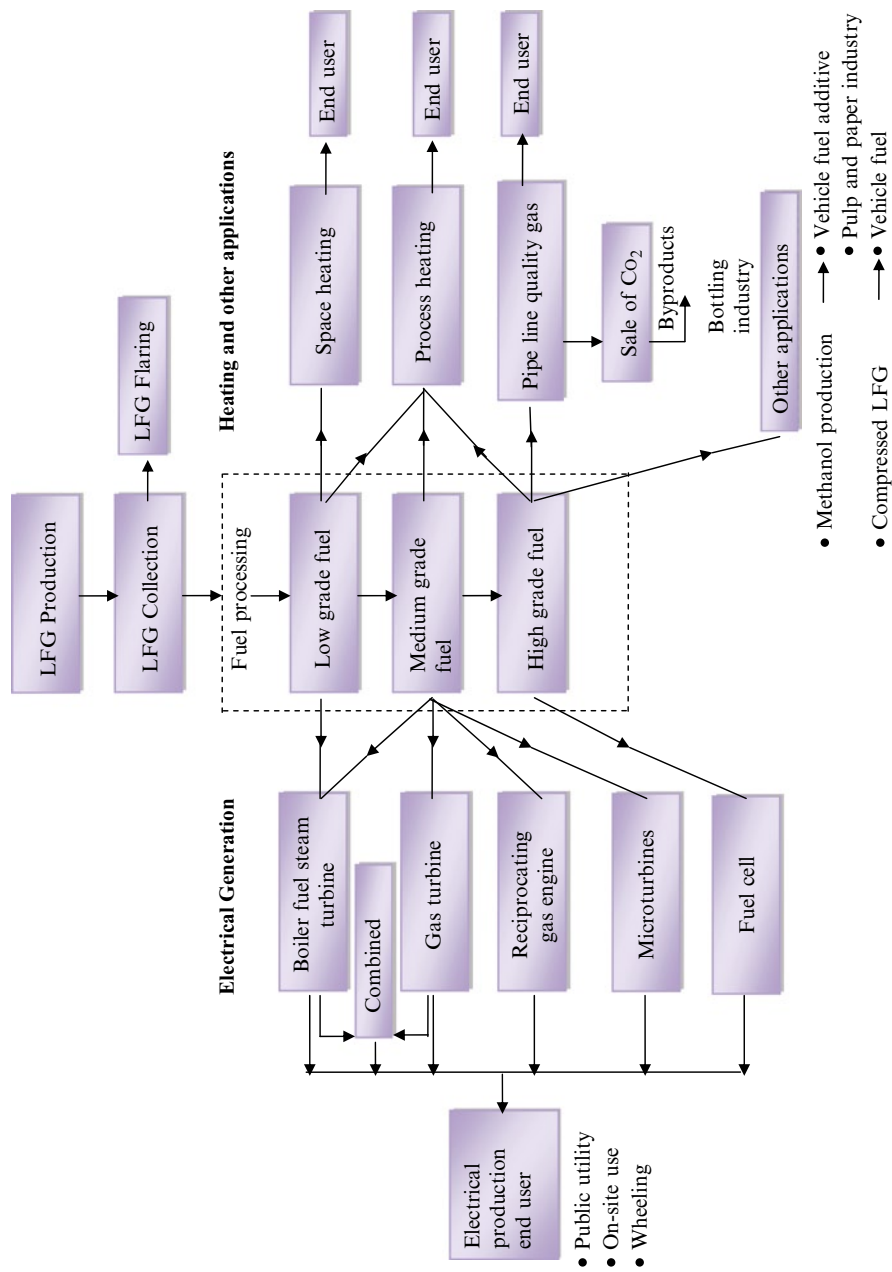 LFG Production
LFG Collection
LFG Flaring
Electrical Generation
Fuel processing
Heating and other applications
Boiler fuel steam
turbine
Low grade fuel
Space heating
End user
Combined
Gas turbine
Medium grade
fuel
Process heating
End user
Reciprocating
gas engine
High grade fuel
Pipe line quality gas
End user
Electrical
production
end user
Microturbines
Sale of Co₂
Byproducts
Bottling
industry
• Public utility
• On-site use
• Wheeling
Fuel cell
Other applications
• Methanol production
• Vehicle fuel additive
• Pulp and paper industry
• Compressed LFG
• Vehicle fuel